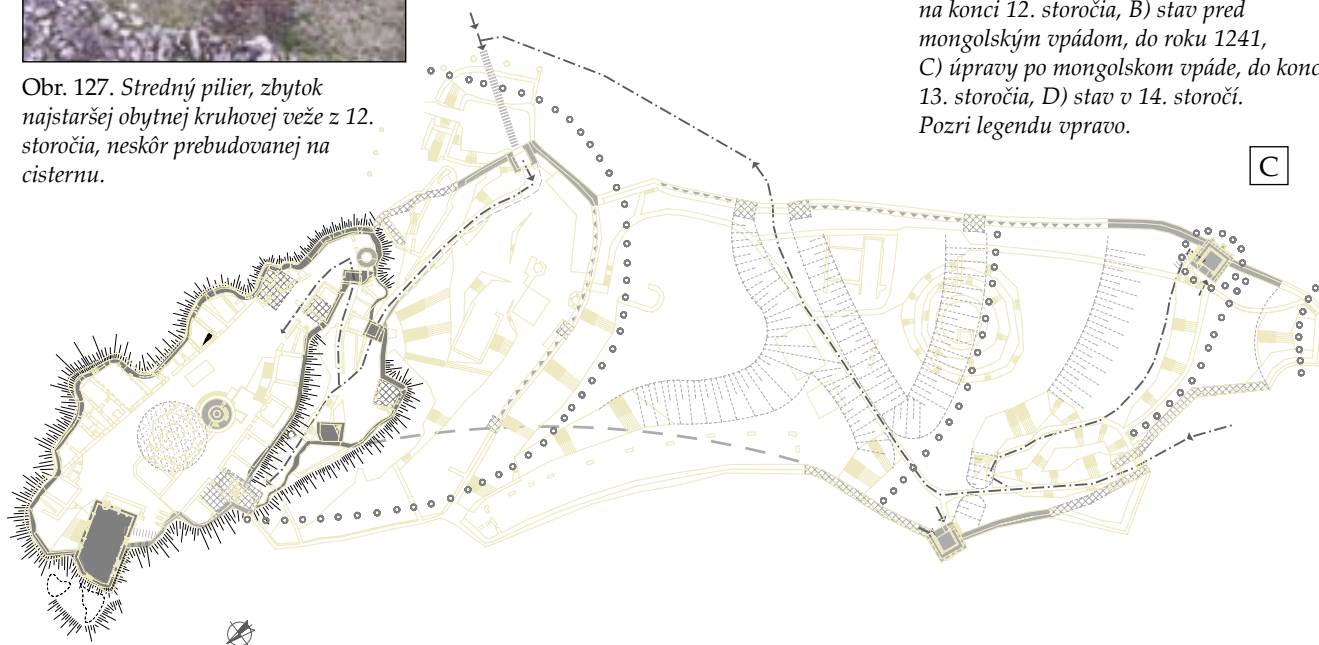 Obr. 127. Stredný pilier, zbytok
najstaršej obytnej kruhovej veže z 12.
storočia, neskôr prebudovanej na
cisternu.
na konci 12. storočia, B) stav pred
mongolským vpádom, do roku 1241,
C) úpravy po mongolskom vpáde, do konc
13. storočia, D) stav v 14. storočí.
Pozri legendu vpravo.
C